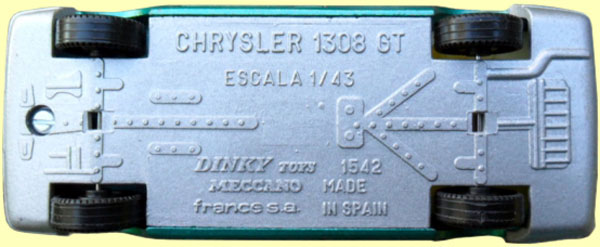 CHRYSLER 1308 GT
ESCALA 1/43
DINKY TOYS 1542
MECCANO MADE
france s.a. IN SPAIN